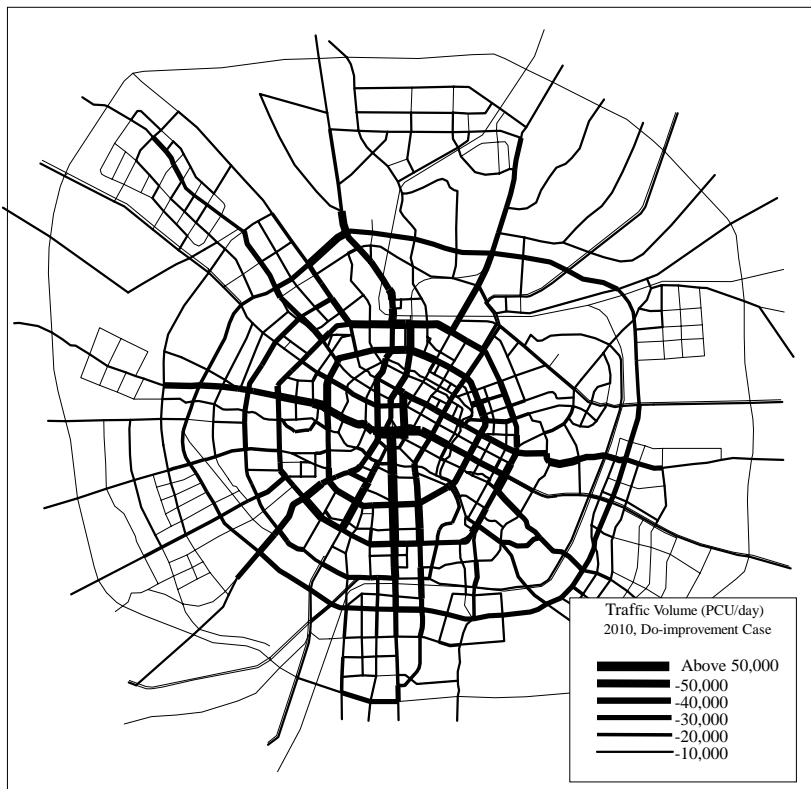 Traffic Volume (PCU/day)
2010, Do-improvement Case
Above 50,000
-50,000
-40,000
-30,000
-20,000
-10,000